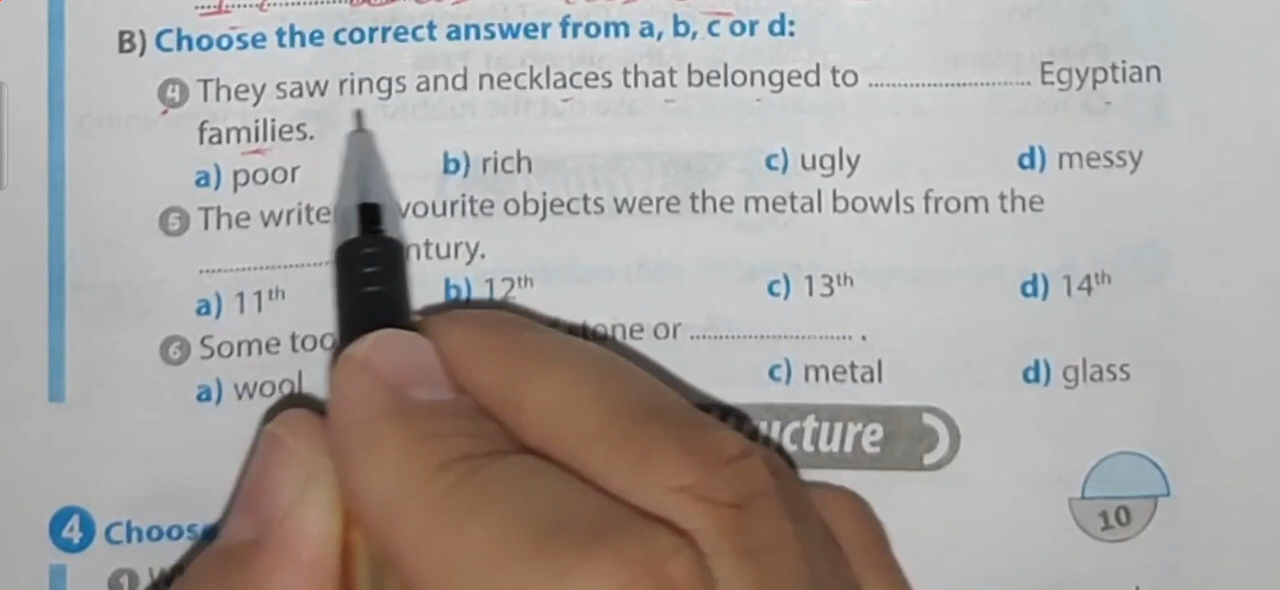 B) Choose the correct answer from a, b, c or d:
4 They saw rings and necklaces that belonged to .................... Egyptian
families.
a) poor b) rich c) ugly d) messy
5 The write vourite objects were the metal bowls from the
.................... ntury.
a) 11th b) 12th c) 13th d) 14th
6 Some too tone or .................... .
a) wool c) metal d) glass
ucture
10
4 Choos
1